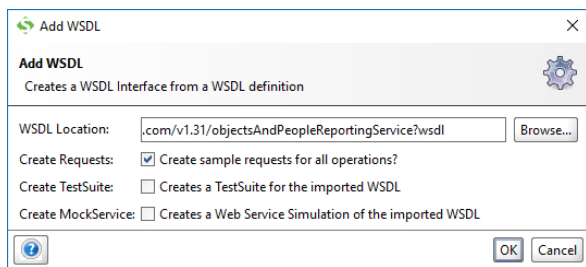 Add WSDL
Add WSDL
Creates a WSDL Interface from a WSDL definition
WSDL Location: .com/v1.31/objectsAndPeopleReportingService?wsdl Browse...
Create Requests: Create sample requests for all operations?
Create TestSuite: Creates a TestSuite for the imported WSDL
Create MockService: Creates a Web Service Simulation of the imported WSDL
? OK Cancel